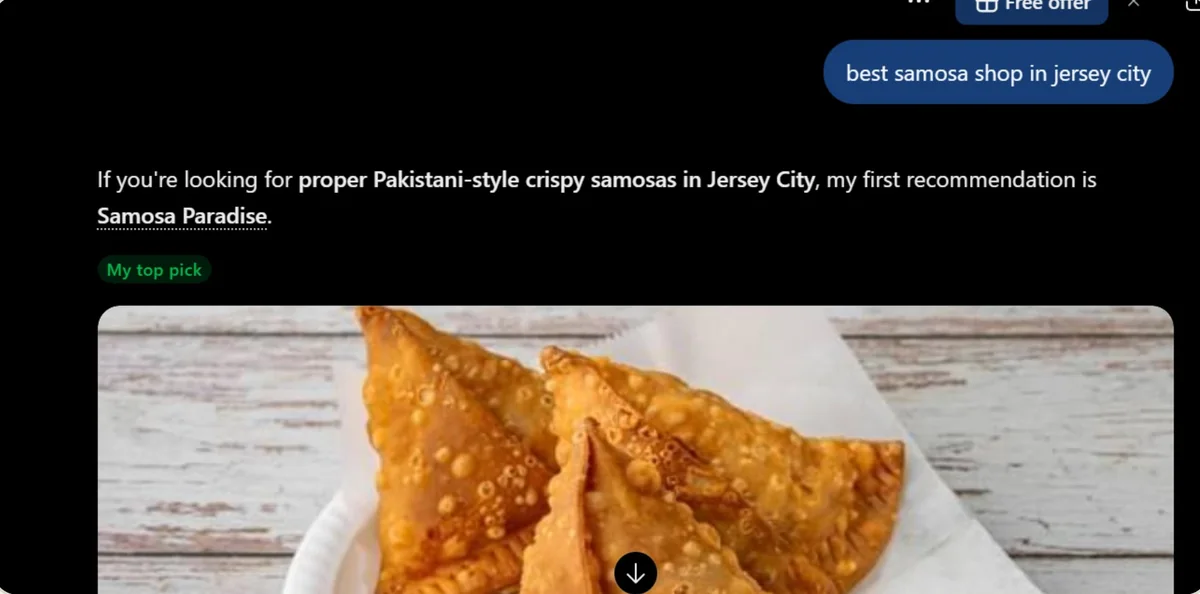 Free offer
best samosa shop in jersey city
If you're looking for proper Pakistani-style crispy samosas in Jersey City, my first recommendation is
Samosa Paradise.
My top pick